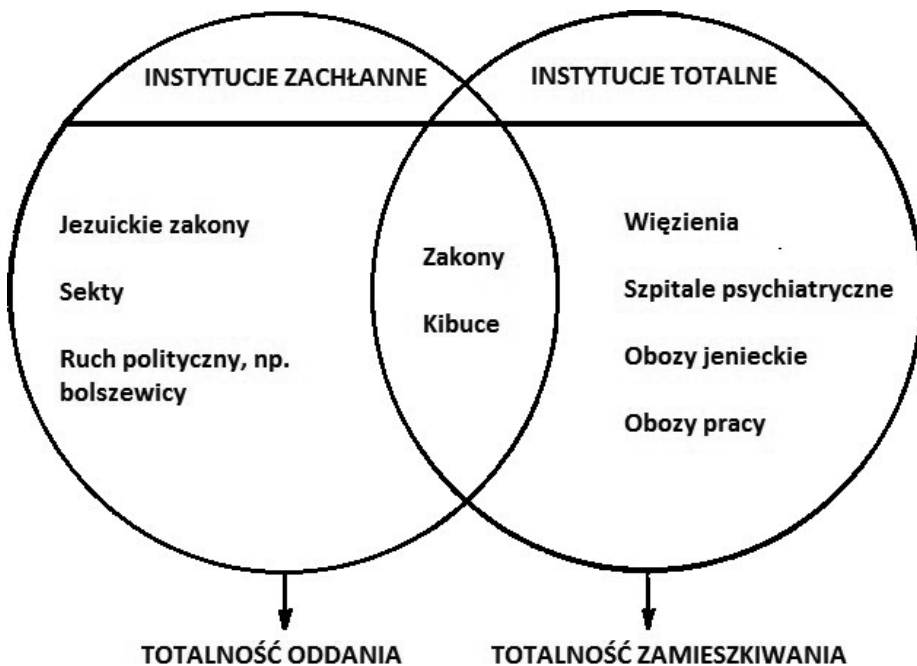 INSTYTUCJE ZACHŁANNE
INSTYTUCJE TOTALNE
Jezuickie zakony
Sekty
Ruch polityczny, np.
bolszewicy
Zakony
Kibuce
Więzienia
Szpitale psychiatryczne
Obozy jenieckie
Obozy pracy
TOTALNOŚĆ ODDANIA
TOTALNOŚĆ ZAMIESZKIWANIA